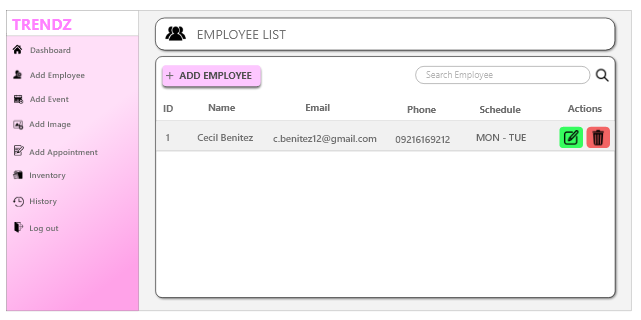 TRENDZ
Dashboard
Add Employee
Add Event
Add Image
Add Appointment
Inventory
History
Log out
EMPLOYEE LIST
+ ADD EMPLOYEE
Search Employee
ID Name Email Phone Schedule Actions
1 Cecil Benitez c.benitez12@gmail.com 09216169212 MON - TUE